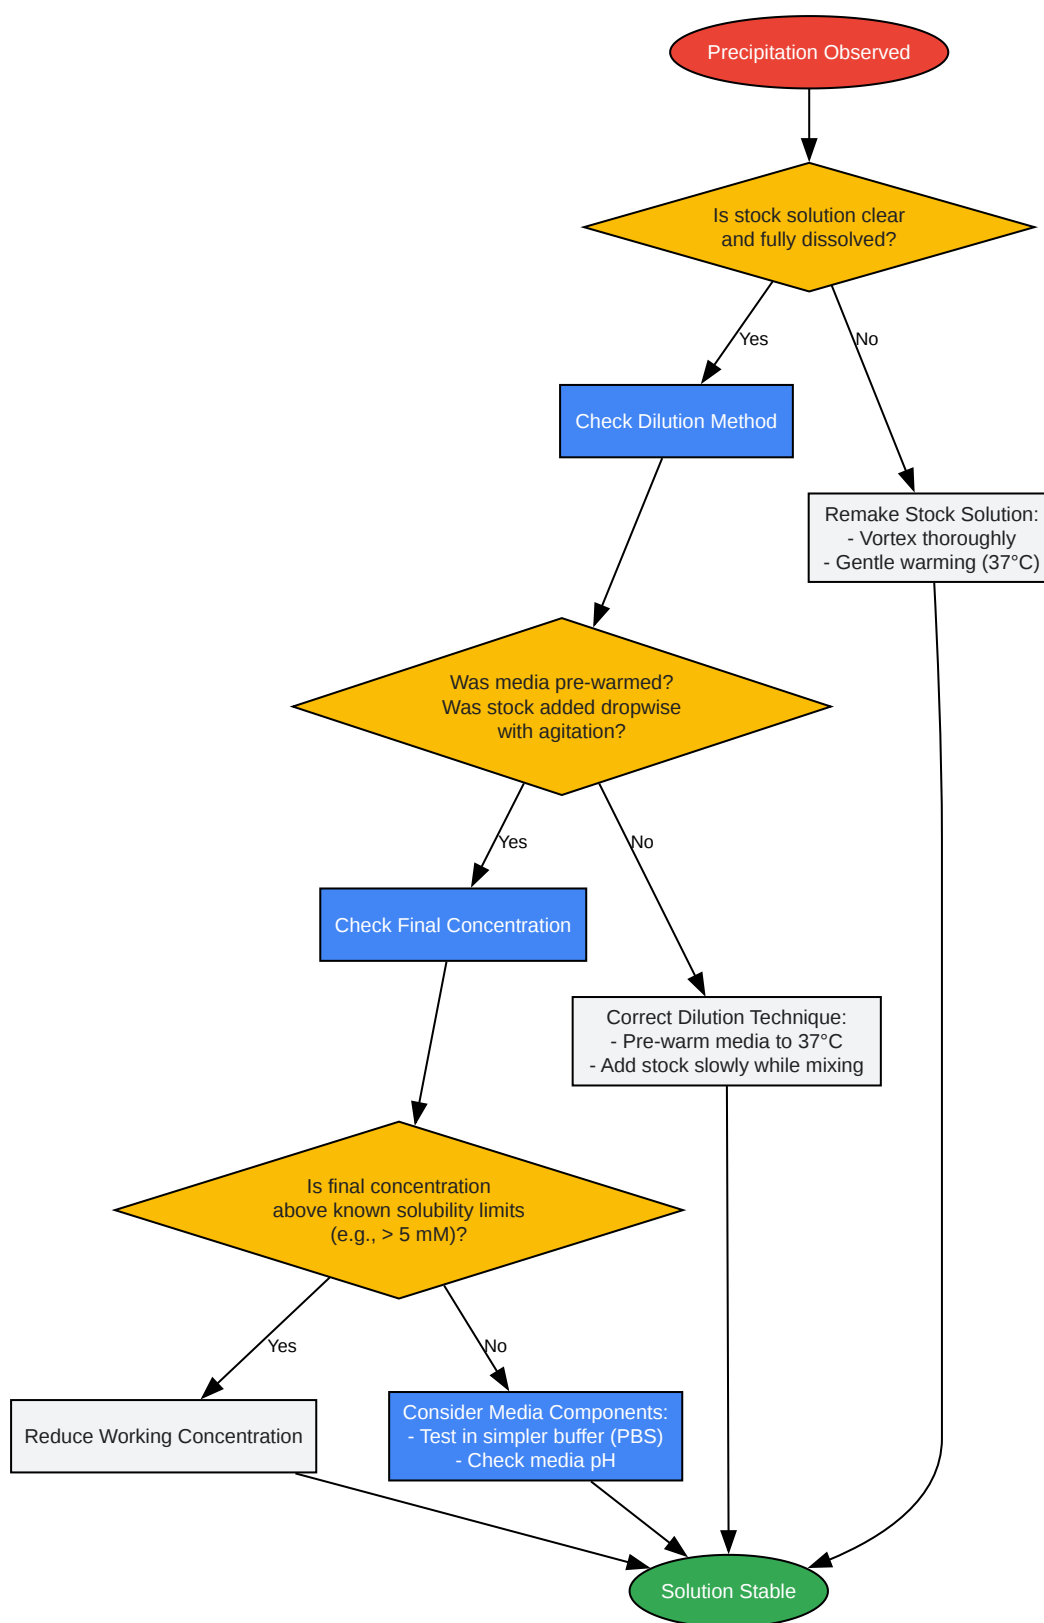 Precipitation Observed
Is stock solution clear
and fully dissolved?
Yes
No
Check Dilution Method
Remake Stock Solution:
- Vortex thoroughly
- Gentle warming (37°C)
Was media pre-warmed?
Was stock added dropwise
with agitation?
Yes
No
Check Final Concentration
Correct Dilution Technique:
- Pre-warm media to 37°C
- Add stock slowly while mixing
Is final concentration
above known solubility limits
(e.g., > 5 mM)?
Yes
No
Reduce Working Concentration
Consider Media Components:
- Test in simpler buffer (PBS)
- Check media pH
Solution Stable